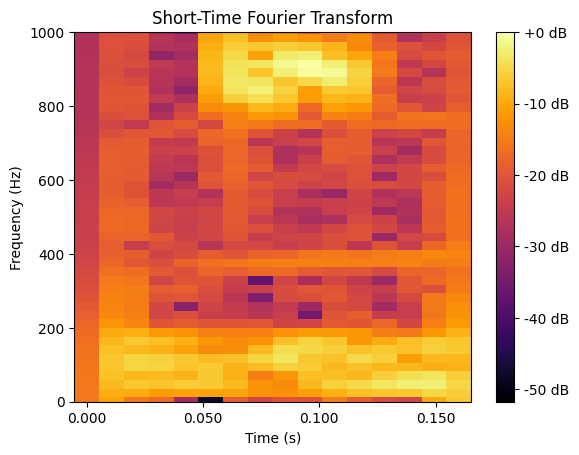 Short-Time Fourier Transform
1000
800
600
400
200
0
Frequency (Hz)
0.000
0.050
0.100
0.150
Time (s)
+0 dB
-10 dB
-20 dB
-30 dB
-40 dB
-50 dB